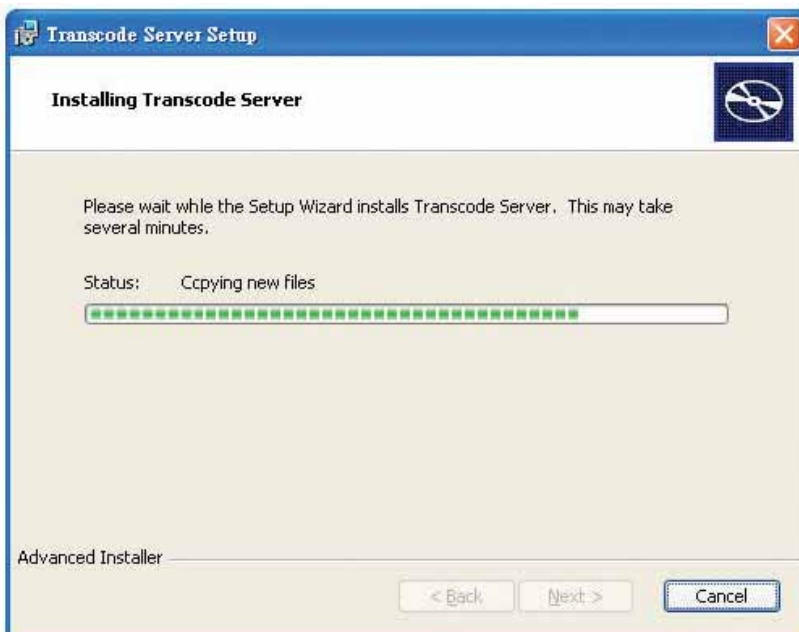 Transcode Server Setup
Installing Transcode Server
Please wait whle the Setup Wizard installs Transcode Server. This may take
several minutes.
Status: Ccpying new files
Advanced Installer
< Back Next > Cancel